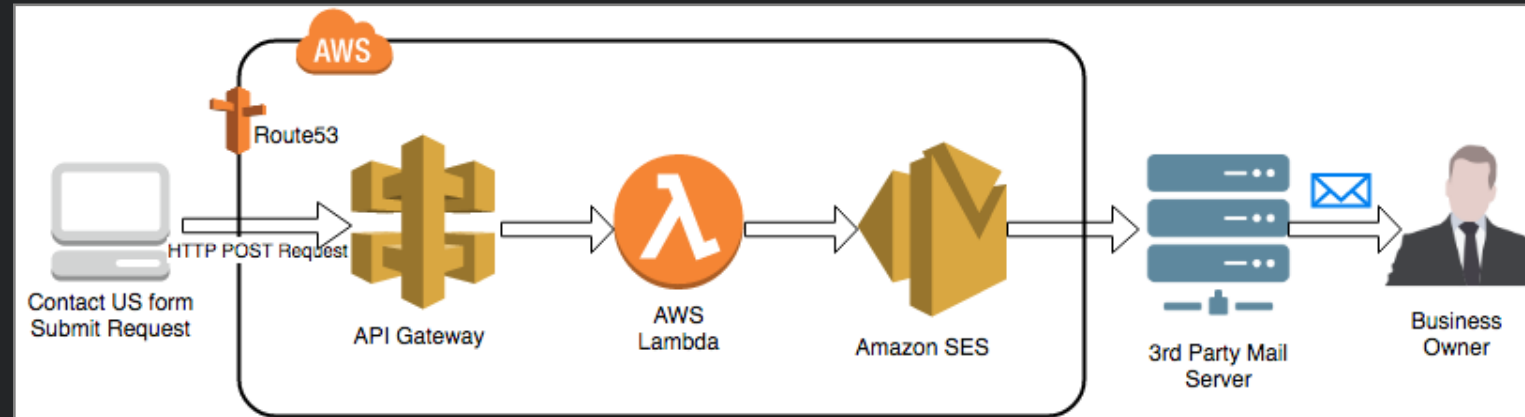 AWS
Route53
HTTP POST Request
Contact US form
Submit Request
API Gateway
AWS
Lambda
Amazon SES
3rd Party Mail
Server
Business
Owner